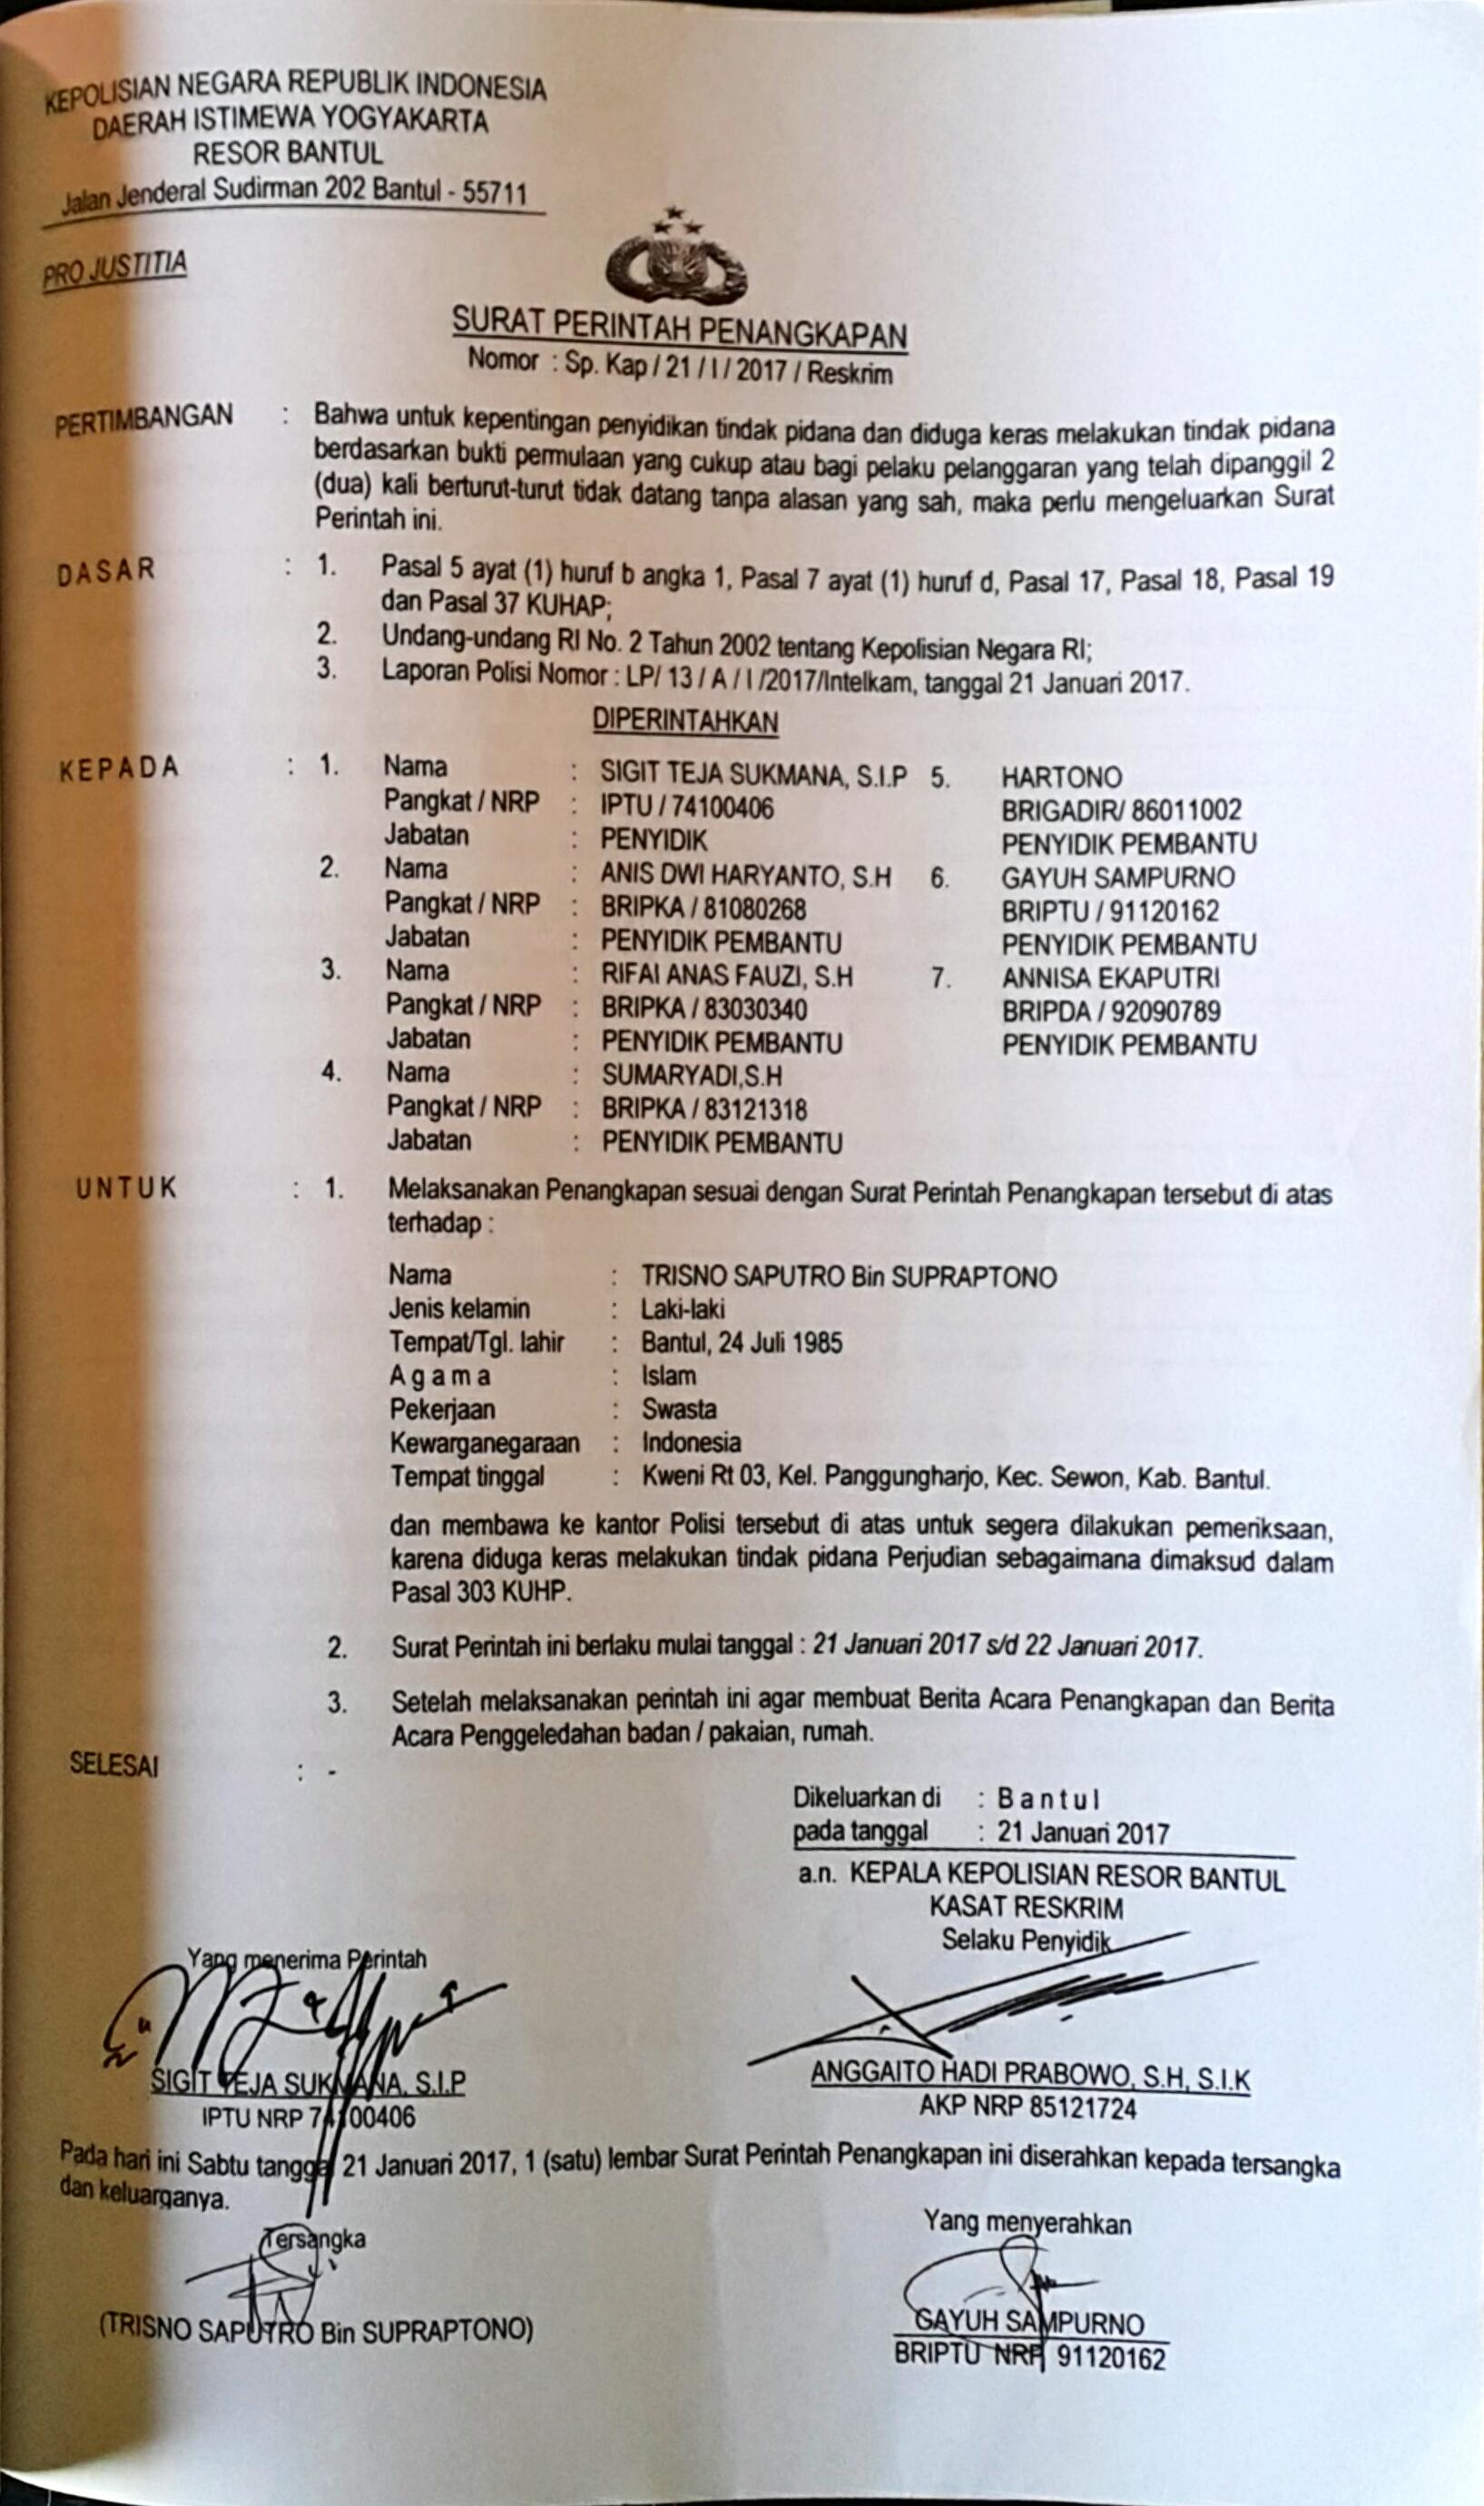 KEPOLISIAN NEGARA REPUBLIK INDONESIA
DAERAH ISTIMEWA YOGYAKARTA
RESOR BANTUL
Jalan Jenderal Sudirman 202 Bantul - 55711
PRO JUSTITIA
SURAT PERINTAH PENANGKAPAN
Nomor : Sp. Kap / 21 / I / 2017 / Reskrim
PERTIMBANGAN : Bahwa untuk kepentingan penyidikan tindak pidana dan diduga keras melakukan tindak pidana
berdasarkan bukti permulaan yang cukup atau bagi pelaku pelanggaran yang telah dipanggil 2
(dua) kali berturut-turut tidak datang tanpa alasan yang sah, maka perlu mengeluarkan Surat
Perintah ini.
DASAR : 1. Pasal 5 ayat (1) huruf b angka 1, Pasal 7 ayat (1) huruf d, Pasal 17, Pasal 18, Pasal 19
dan Pasal 37 KUHAP;
2. Undang-undang RI No. 2 Tahun 2002 tentang Kepolisian Negara RI;
3. Laporan Polisi Nomor : LP/ 13 / A / I /2017/Intelkam, tanggal 21 Januari 2017.
DIPERINTAHKAN
KEPADA : 1. Nama : SIGIT TEJA SUKMANA, S.I.P 5. HARTONO
Pangkat / NRP : IPTU / 74100406 BRIGADIR/ 86011002
Jabatan : PENYIDIK PENYIDIK PEMBANTU
2. Nama : ANIS DWI HARYANTO, S.H 6. GAYUH SAMPURNO
Pangkat / NRP : BRIPKA / 81080268 BRIPTU / 91120162
Jabatan : PENYIDIK PEMBANTU PENYIDIK PEMBANTU
3. Nama : RIFAI ANAS FAUZI, S.H 7. ANNISA EKAPUTRI
Pangkat / NRP : BRIPKA / 83030340 BRIPDA / 92090789
Jabatan : PENYIDIK PEMBANTU PENYIDIK PEMBANTU
4. Nama : SUMARYADI,S.H
Pangkat / NRP : BRIPKA / 83121318
Jabatan : PENYIDIK PEMBANTU
UNTUK : 1. Melaksanakan Penangkapan sesuai dengan Surat Perintah Penangkapan tersebut di atas
terhadap :
Nama : TRISNO SAPUTRO Bin SUPRAPTONO
Jenis kelamin : Laki-laki
Tempat/Tgl. lahir : Bantul, 24 Juli 1985
Agama : Islam
Pekerjaan : Swasta
Kewarganegaraan : Indonesia
Tempat tinggal : Kweni Rt 03, Kel. Panggungharjo, Kec. Sewon, Kab. Bantul.
dan membawa ke kantor Polisi tersebut di atas untuk segera dilakukan pemeriksaan,
karena diduga keras melakukan tindak pidana Perjudian sebagaimana dimaksud dalam
Pasal 303 KUHP.
2. Surat Perintah ini berlaku mulai tanggal : 21 Januari 2017 s/d 22 Januari 2017.
3. Setelah melaksanakan perintah ini agar membuat Berita Acara Penangkapan dan Berita
Acara Penggeledahan badan / pakaian, rumah.
SELESAI : -
Dikeluarkan di : Bantul
pada tanggal : 21 Januari 2017
a.n. KEPALA KEPOLISIAN RESOR BANTUL
KASAT RESKRIM
Selaku Penyidik
Yang menerima Perintah
SIGIT TEJA SUKMANA, S.I.P
IPTU NRP 74100406
ANGGAITO HADI PRABOWO, S.H, S.I.K
AKP NRP 85121724
Pada hari ini Sabtu tanggal 21 Januari 2017, 1 (satu) lembar Surat Perintah Penangkapan ini diserahkan kepada tersangka
dan keluarganya.
Tersangka
(TRISNO SAPUTRO Bin SUPRAPTONO)
Yang menyerahkan
GAYUH SAMPURNO
BRIPTU NRP 91120162